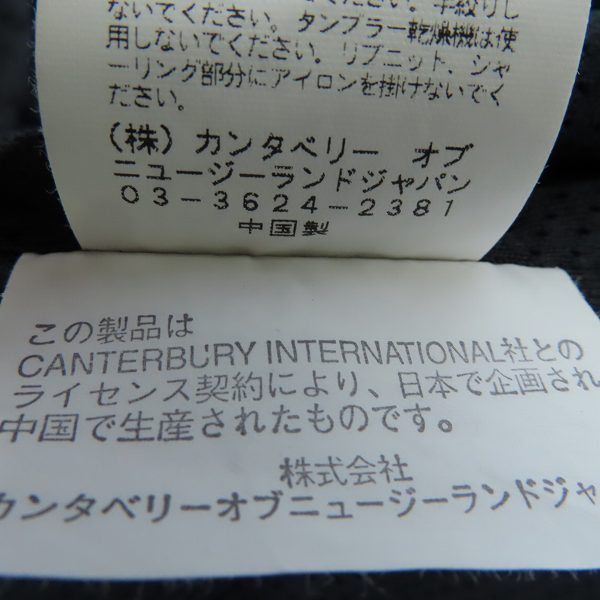 ください。手絞りし
ないでください。タンブラー乾燥機は使
用しないでください。リブニット、シャ
ーリング部分にアイロンを掛けないでく
ださい。
(株) カンタベリー オブ
ニュージーランドジャパン
03-3624-2381
中国製
この製品は
CANTERBURY INTERNATIONAL社との
ライセンス契約により、日本で企画され
中国で生産されたものです。
株式会社
カンタベリーオブニュージーランドジャ